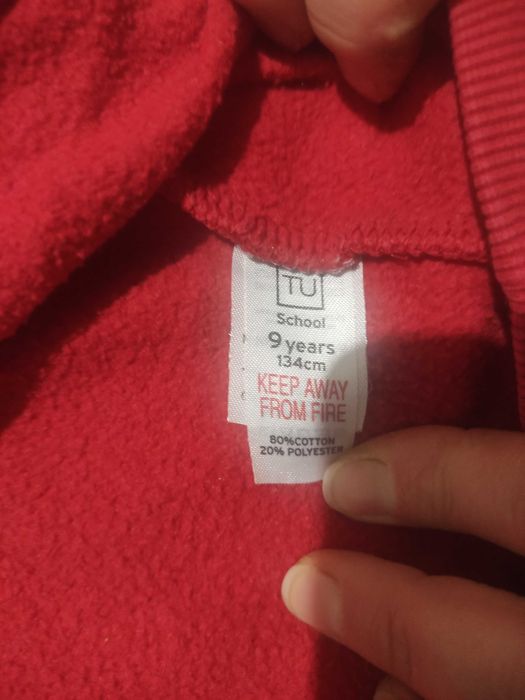 TU
School
9 years
134cm
KEEP AWAY
FROM FIRE
80%COTTON
20% POLYESTER